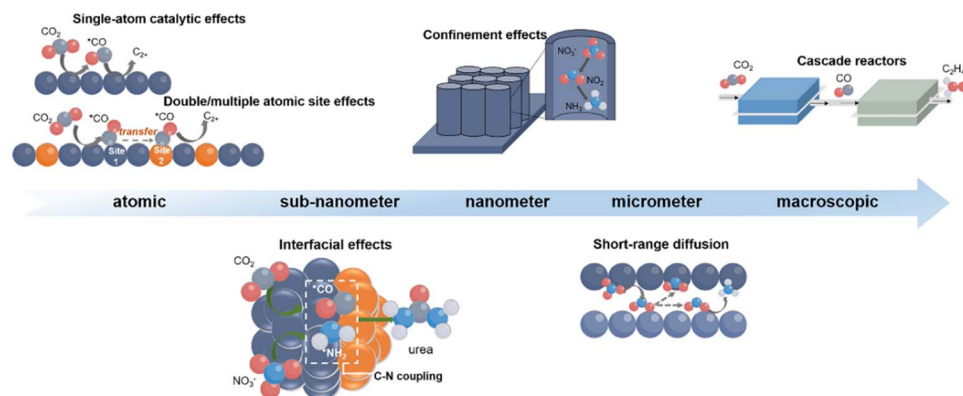 Single-atom catalytic effects
CO₂
*CO
C₂₊
Double/multiple atomic site effects
CO₂
*CO
transfer
*CO
C₂₊
Site 1
Site 2
Confinement effects
NO₃⁻
NO₂
NH₃
Cascade reactors
CO₂
CO
C₂H₄
atomic
sub-nanometer
nanometer
micrometer
macroscopic
Interfacial effects
CO₂
*CO
*NH₂
NO₃⁻
urea
C-N coupling
Short-range diffusion